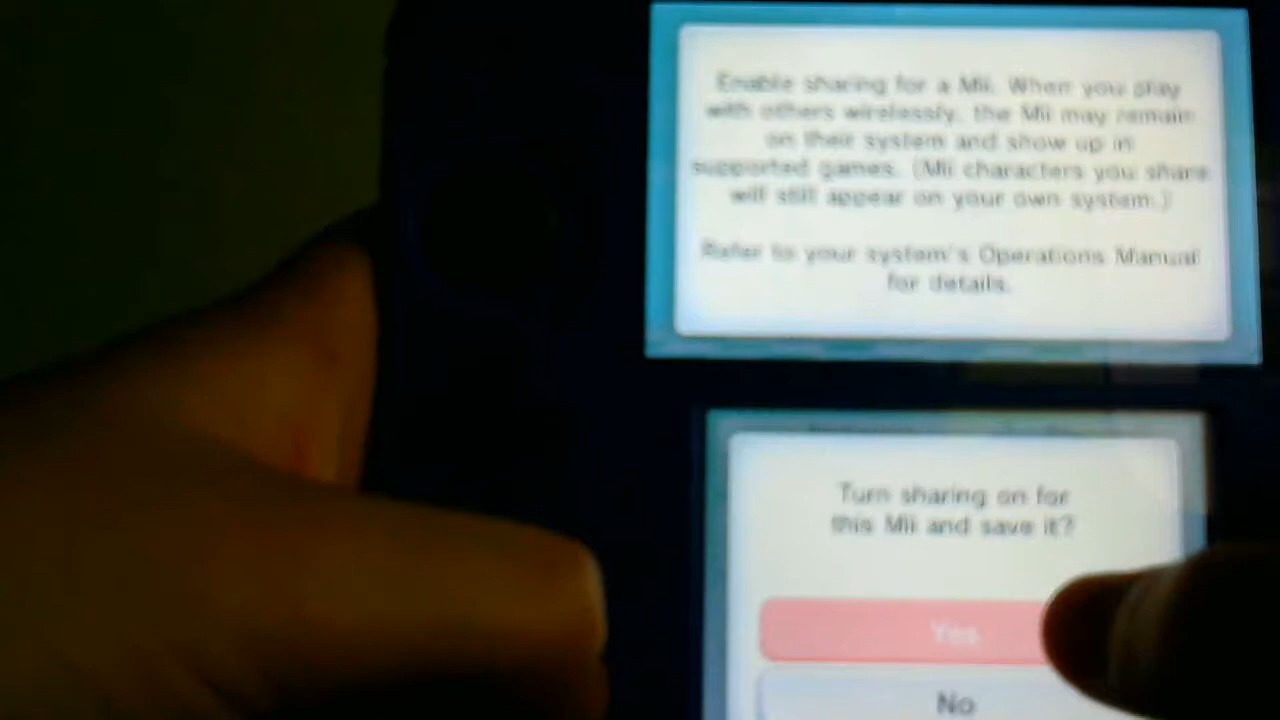 Enable sharing for a Mii. When you play
with others wirelessly, the Mii may remain
on their system and show up in
supported games. (Mii characters you share
will still appear on your own system.)
Refer to your system's Operations Manual
for details.
Turn sharing on for
this Mii and save it?
Yes
No